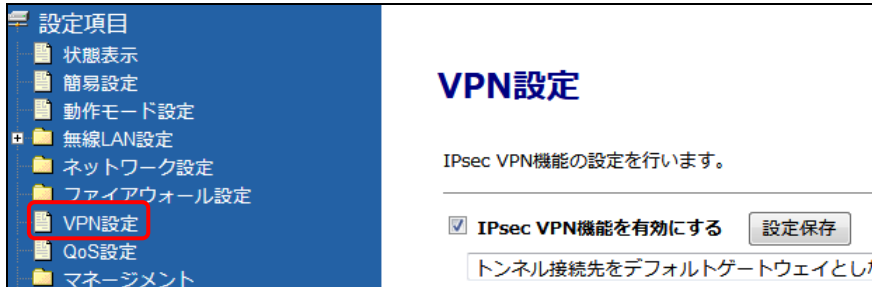 設定項目
状態表示
簡易設定
動作モード設定
無線LAN設定
ネットワーク設定
ファイアウォール設定
VPN設定
QoS設定
マネージメント
VPN設定
IPsec VPN機能の設定を行います。
IPsec VPN機能を有効にする 設定保存
トンネル接続先をデフォルトゲートウェイとし